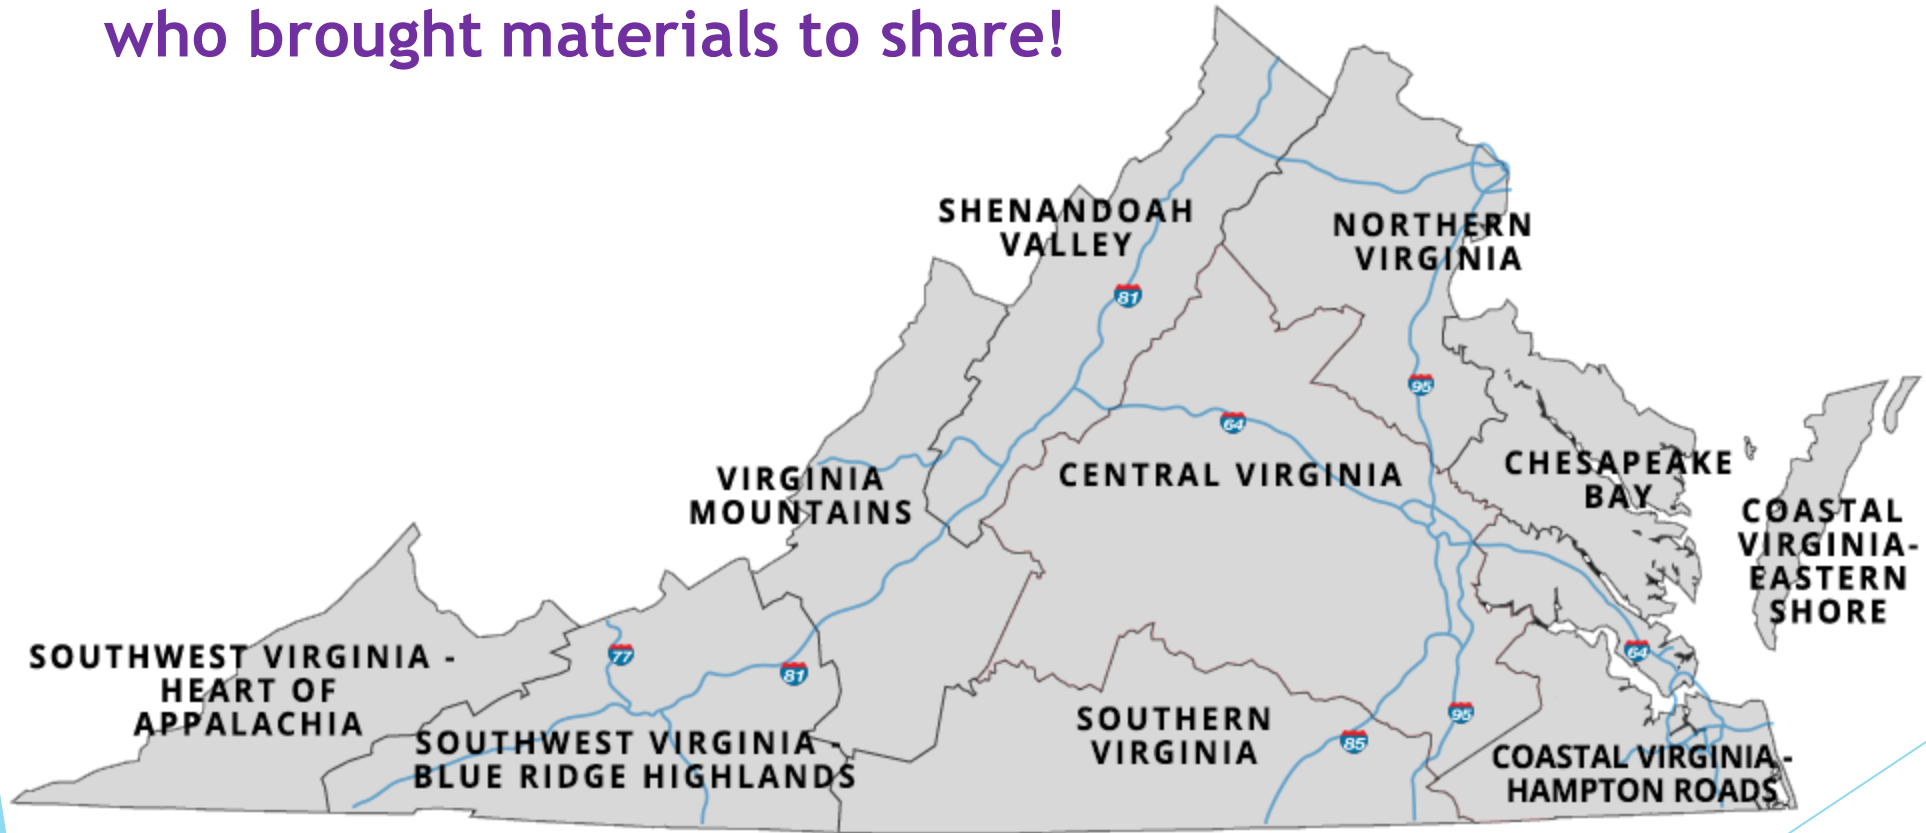 who brought materials to share!
SHENANDOAH
VALLEY
NORTHERN
VIRGINIA
81
95
64
VIRGINIA
MOUNTAINS
CENTRAL VIRGINIA
CHESAPEAKE
BAY
COASTAL
VIRGINIA-
EASTERN
SHORE
SOUTHWEST VIRGINIA -
HEART OF
APPALACHIA
77
81
64
SOUTHWEST VIRGINIA -
BLUE RIDGE HIGHLANDS
SOUTHERN
VIRGINIA
95
85
COASTAL VIRGINIA -
HAMPTON ROADS